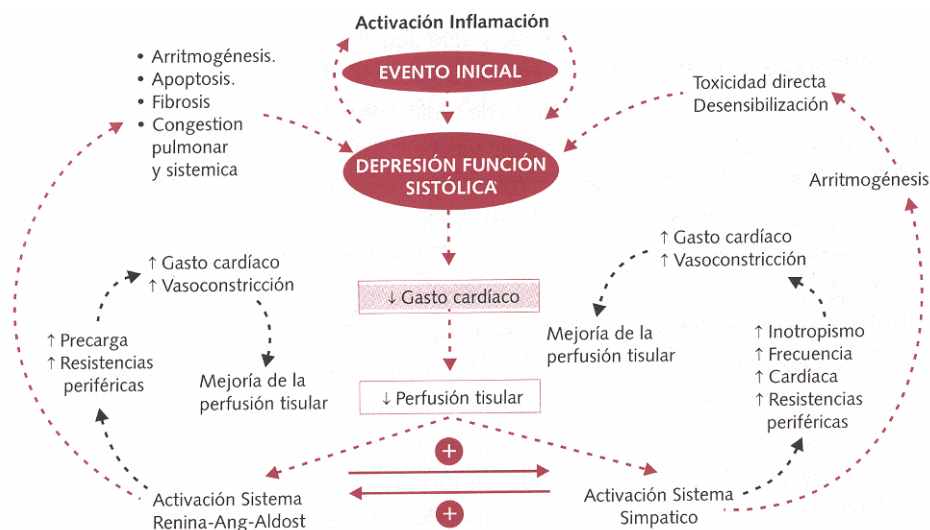 Activación Inflamación
EVENTO INICIAL
• Arritmogénesis.
• Apoptosis.
• Fibrosis
• Congestion
pulmonar
y sistemica
Toxicidad directa
Desensibilización
DEPRESIÓN FUNCIÓN
SISTÓLICA
Arritmogénesis
↑ Gasto cardíaco
↑ Vasoconstricción
↑ Gasto cardíaco
↑ Vasoconstricción
↓ Gasto cardíaco
↑ Precarga
↑ Resistencias
periféricas
Mejoría de la
perfusión tisular
Mejoría de la
perfusión tisular
↑ Inotropismo
↑ Frecuencia
↑ Cardíaca
↑ Resistencias
periféricas
↓ Perfusión tisular
+
+
Activación Sistema
Renina-Ang-Aldost
Activación Sistema
Simpatico